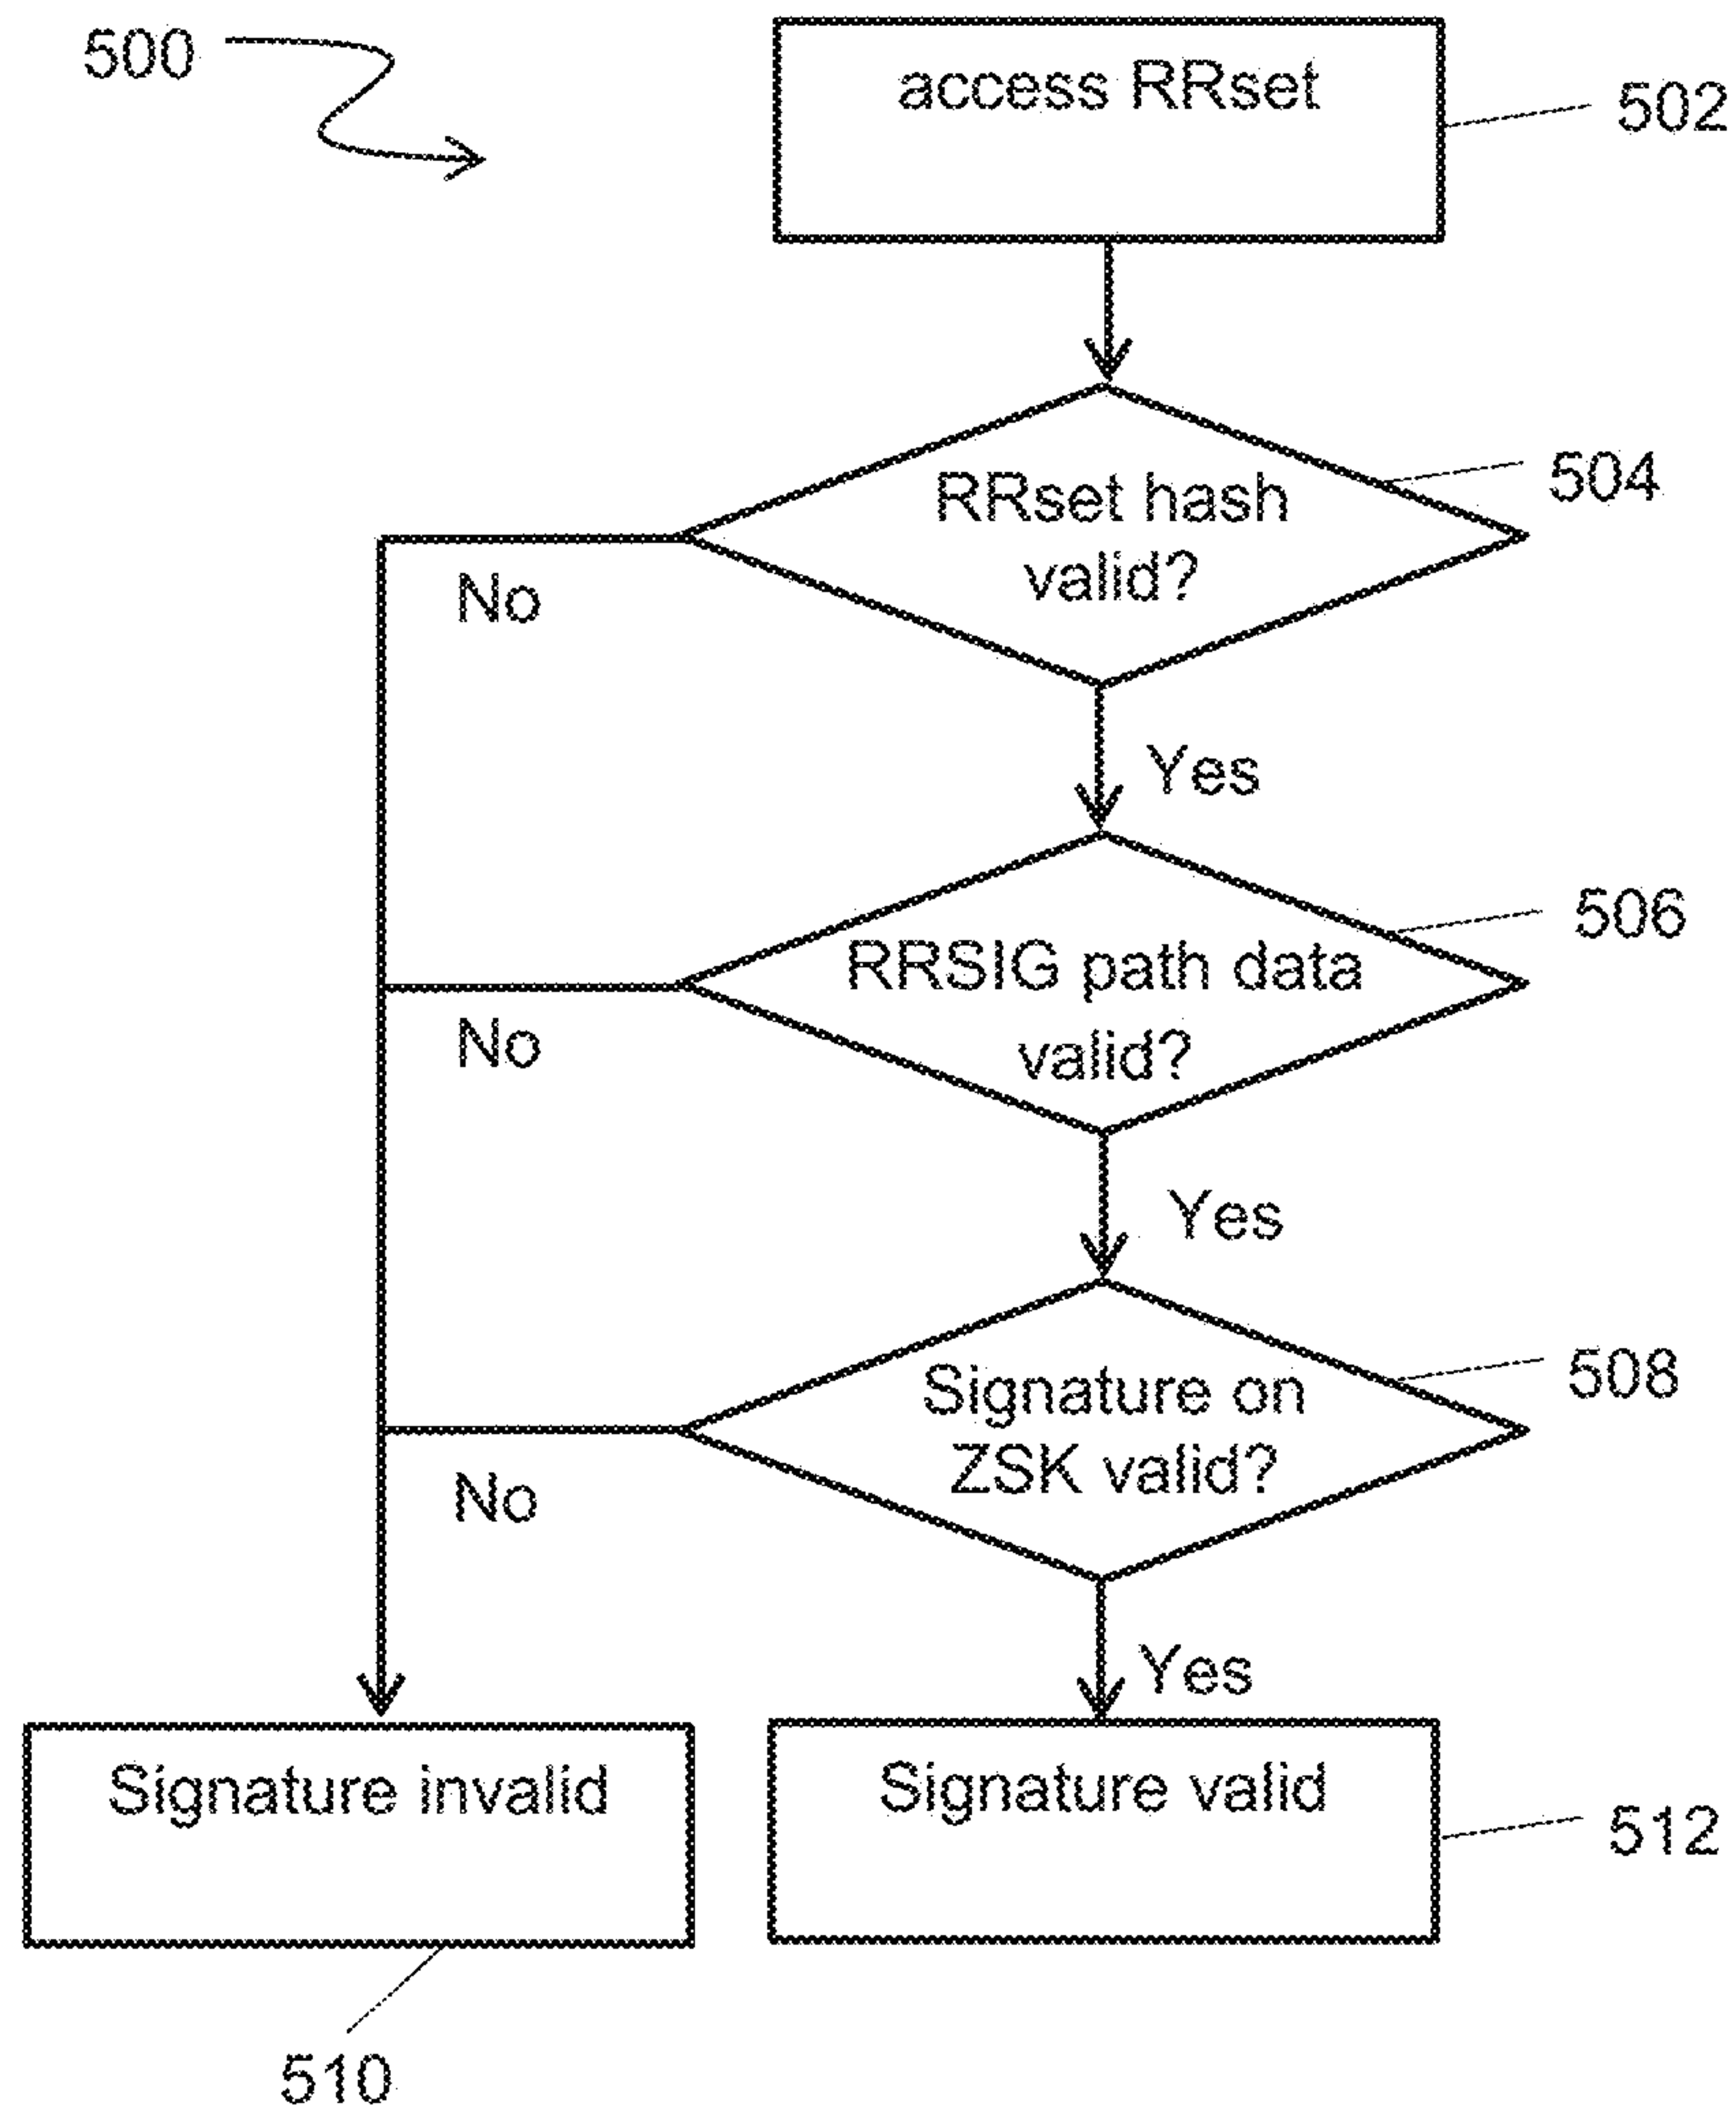 500
access RRset
502
RRset hash
valid?
504
No
Yes
RRSIG path data
valid?
506
No
Yes
Signature on
ZSK valid?
508
No
Yes
Signature invalid
Signature valid
512
510